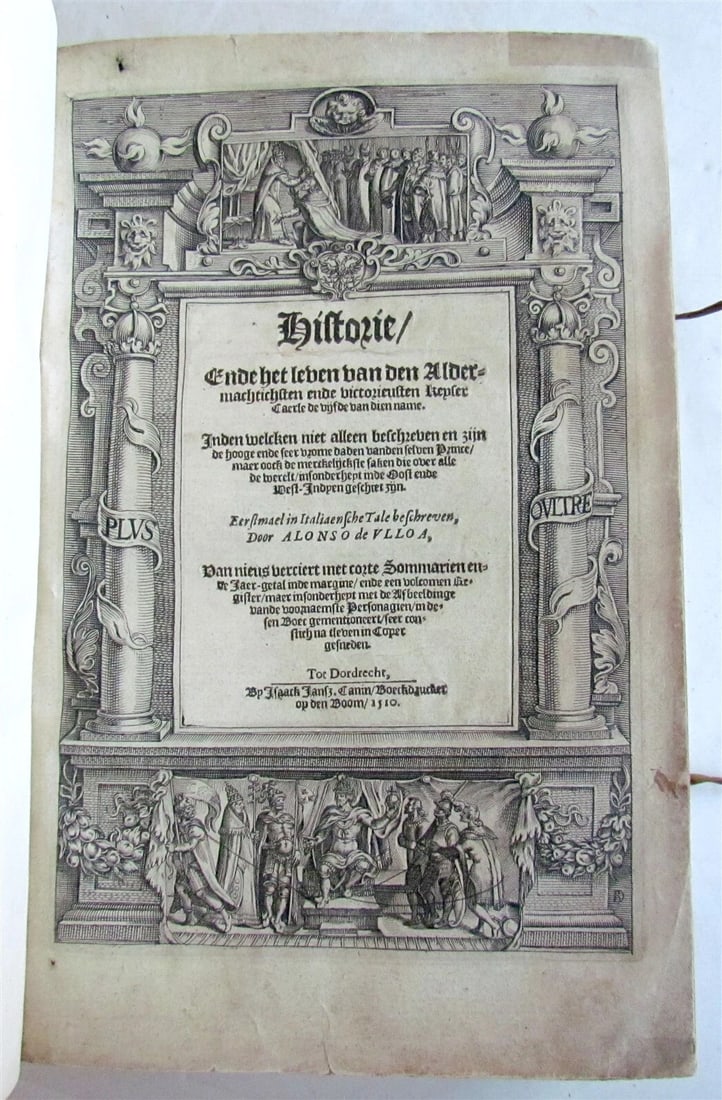 Historie/
Ende het leven van den Alder-
machtichsten ende victorieusten Keyser
Caerle de vijfde van dien name.
Inden welcken niet alleen beschreven en zijn
de hooge ende seer vrome daden vanden selven Prince/
maer oock de merckelijckste saken die over alle
de werelt/insonderheyt inde Oost ende
West-Indyen geschiet zijn.
Eerstmael in Italiaensche Tale beschreven,
Door ALONSO de VLLOA,
PLVS
OVLTRE
Van nieus verciert met corte Sommarien en-
de Jaer-getal inde margine/ ende een volcomen Re-
gister/maer insonderheyt met de Afbeeldinge
vande voornaemste Personagien/in de-
sen Boec gementioneert/seer con-
stich na tleven in Coper
gesneden.
Tot Dordrecht,
By Isaack Jansz. Canin/Boeckdrucker
op den Boom/ 1510.